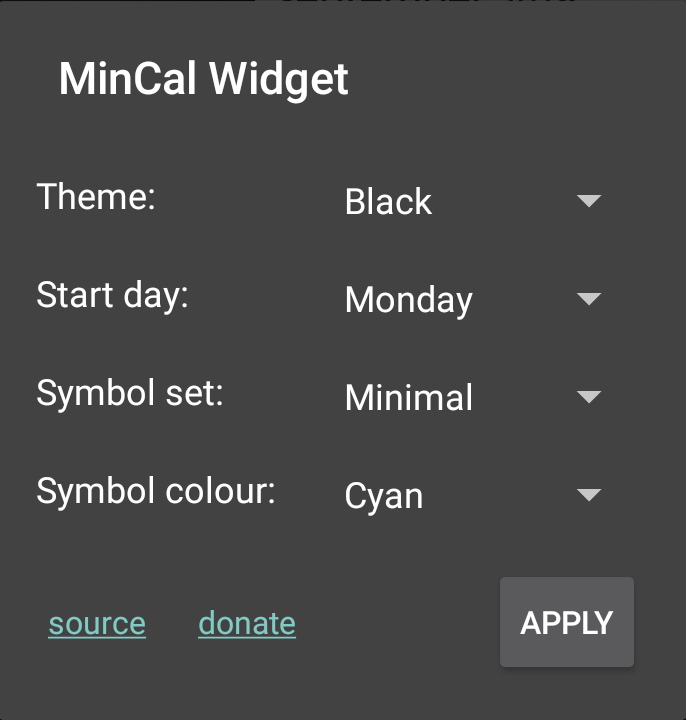 MinCal Widget
Theme: Black
Start day: Monday
Symbol set: Minimal
Symbol colour: Cyan
source donate APPLY